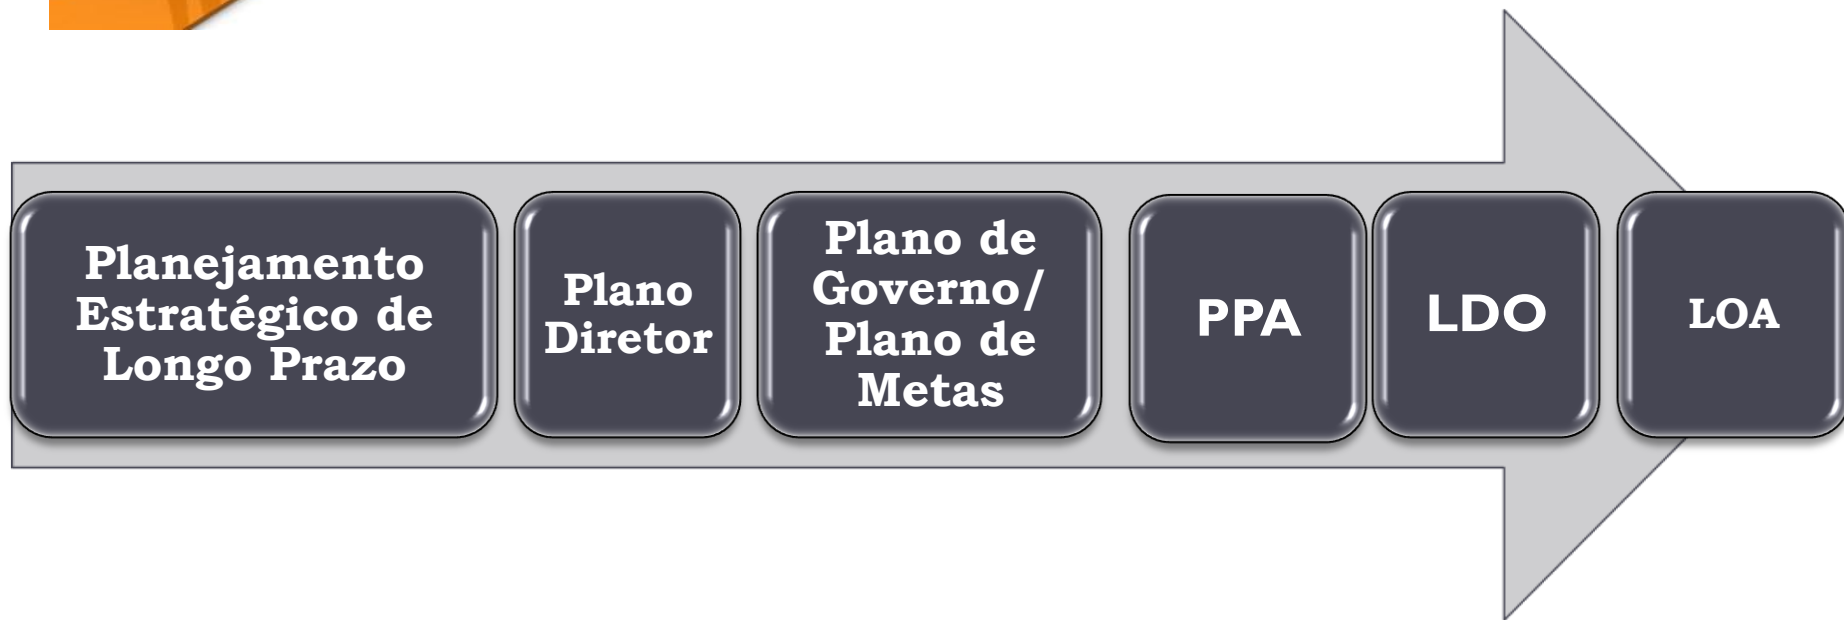 Planejamento
Estratégico de
Longo Prazo
Plano
Diretor
Plano de
Governo/
Plano de
Metas
PPA
LDO
LOA